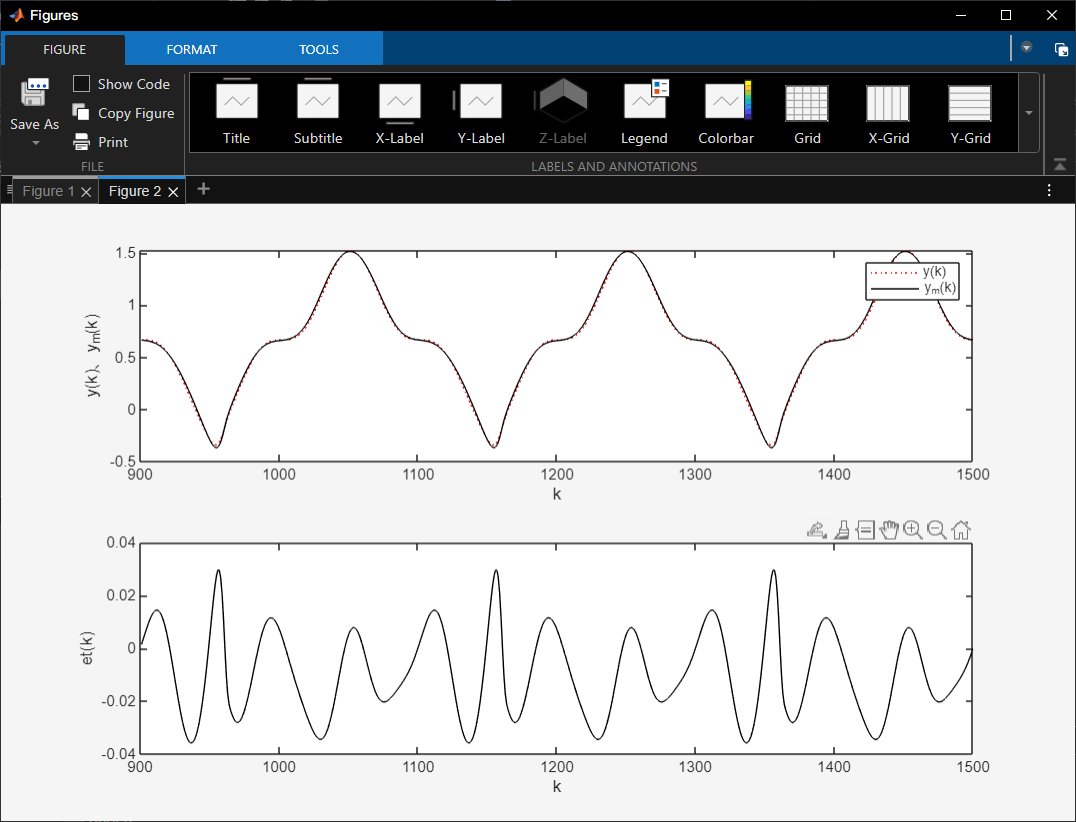 Figures
FIGURE FORMAT TOOLS
Save As
Show Code
Copy Figure
Print
FILE
Title Subtitle X-Label Y-Label Z-Label Legend Colorbar Grid X-Grid Y-Grid
LABELS AND ANNOTATIONS
Figure 1 Figure 2
1.5
1
0.5
0
-0.5
y(k)、yₘ(k)
y(k)
yₘ(k)
900 1000 1100 1200 1300 1400 1500
k
0.04
0.02
0
-0.02
-0.04
et(k)
900 1000 1100 1200 1300 1400 1500
k